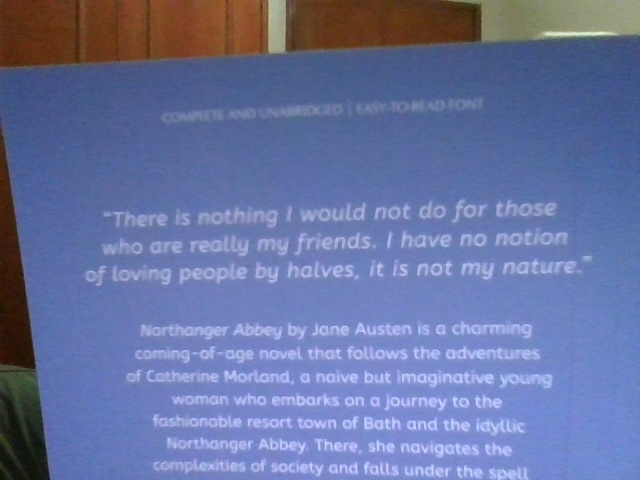 COMPLETE AND UNABRIDGED | EASY-TO-READ FONT
“There is nothing I would not do for those
who are really my friends. I have no notion
of loving people by halves, it is not my nature.”
Northanger Abbey by Jane Austen is a charming
coming-of-age novel that follows the adventures
of Catherine Morland, a naive but imaginative young
woman who embarks on a journey to the
fashionable resort town of Bath and the idyllic
Northanger Abbey. There, she navigates the
complexities of society and falls under the spell